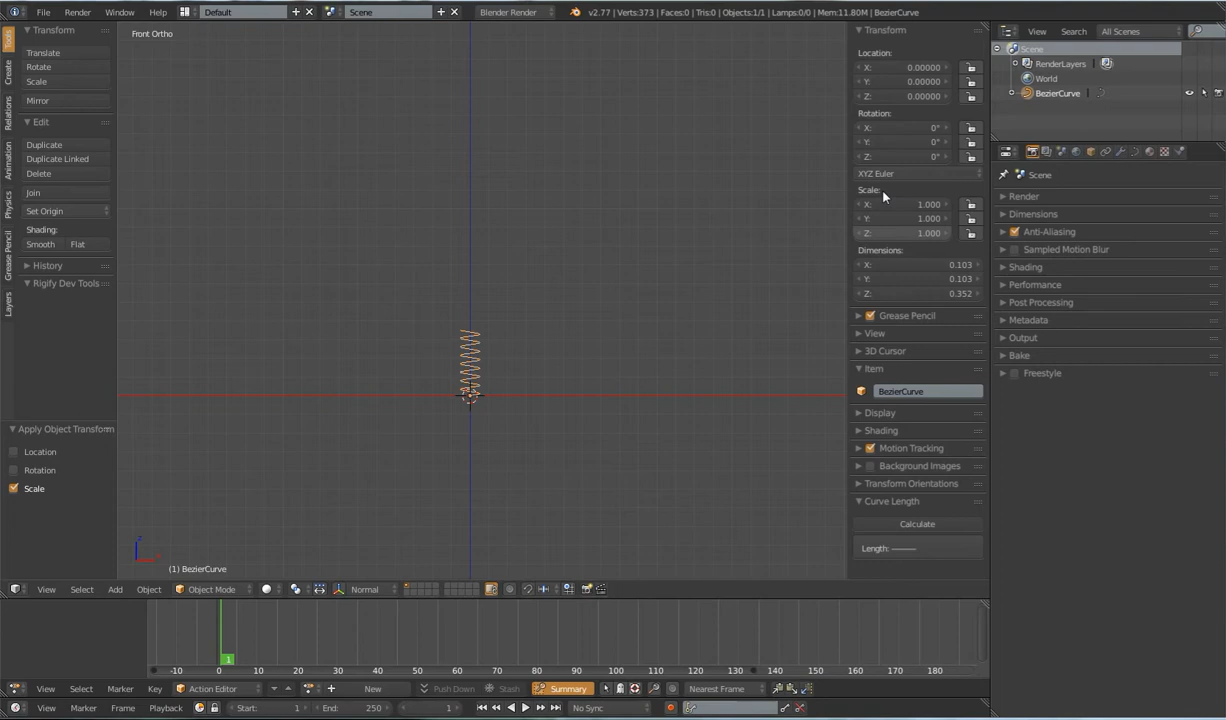 File Render Window Help Default Scene Blender Render v2.77 | Verts:373 | Faces:0 | Tris:0 | Objects:1/1 | Lamps:0/0 | Mem:11.80M | BezierCurve
Tools
Create
Relations
Animation
Physics
Grease Pencil
Layers
Transform
Translate
Rotate
Scale
Mirror
Edit
Duplicate
Duplicate Linked
Delete
Join
Set Origin
Shading:
Smooth Flat
History
Rigify Dev Tools
Apply Object Transform
Location
Rotation
Scale
Front Ortho
z
(1) BezierCurve
Transform
Location:
X: 0.00000
Y: 0.00000
Z: 0.00000
Rotation:
X: 0°
Y: 0°
Z: 0°
XYZ Euler
Scale:
X: 1.000
Y: 1.000
Z: 1.000
Dimensions:
X: 0.103
Y: 0.103
Z: 0.352
Grease Pencil
View
3D Cursor
Item
BezierCurve
Display
Shading
Motion Tracking
Background Images
Transform Orientations
Curve Length
Calculate
Length: ------
View Search All Scenes
Scene
RenderLayers |
World
BezierCurve |
Scene
Render
Dimensions
Anti-Aliasing
Sampled Motion Blur
Shading
Performance
Post Processing
Metadata
Output
Bake
Freestyle
View Select Add Object Object Mode Normal
1
-10 0 10 20 30 40 50 60 70 80 90 100 110 120 130 140 150 160 170 180
View Select Marker Key Action Editor New Push Down Stash Summary Nearest Frame
View Marker Frame Playback Start: 1 End: 250 1 No Sync